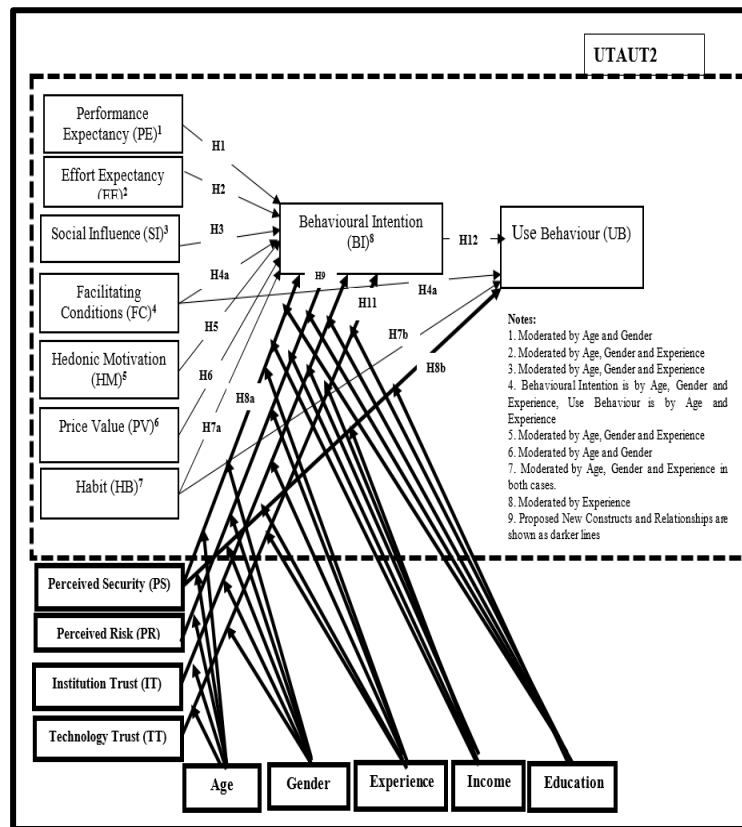 UTAUT2
Performance
Expectancy (PE)1
Effort Expectancy
(EE)2
Social Influence (SI)3
Facilitating
Conditions (FC)4
Hedonic Motivation
(HM)5
Price Value (PV)6
Habit (HB)7
H1
H2
H3
H4a
H5
H6
H7a
H8a
H9
H11
Behavioural Intention
(BI)8
H12
H4a
H7b
H8b
Use Behaviour (UB)
Notes:
1. Moderated by Age and Gender
2. Moderated by Age, Gender and Experience
3. Moderated by Age, Gender and Experience
4. Behavioural Intention is by Age, Gender and
Experience, Use Behaviour is by Age and
Experience
5. Moderated by Age, Gender and Experience
6. Moderated by Age and Gender
7. Moderated by Age, Gender and Experience in
both cases.
8. Moderated by Experience
9. Proposed New Constructs and Relationships are
shown as darker lines
Perceived Security (PS)
Perceived Risk (PR)
Institution Trust (IT)
Technology Trust (TT)
Age
Gender
Experience
Income
Education